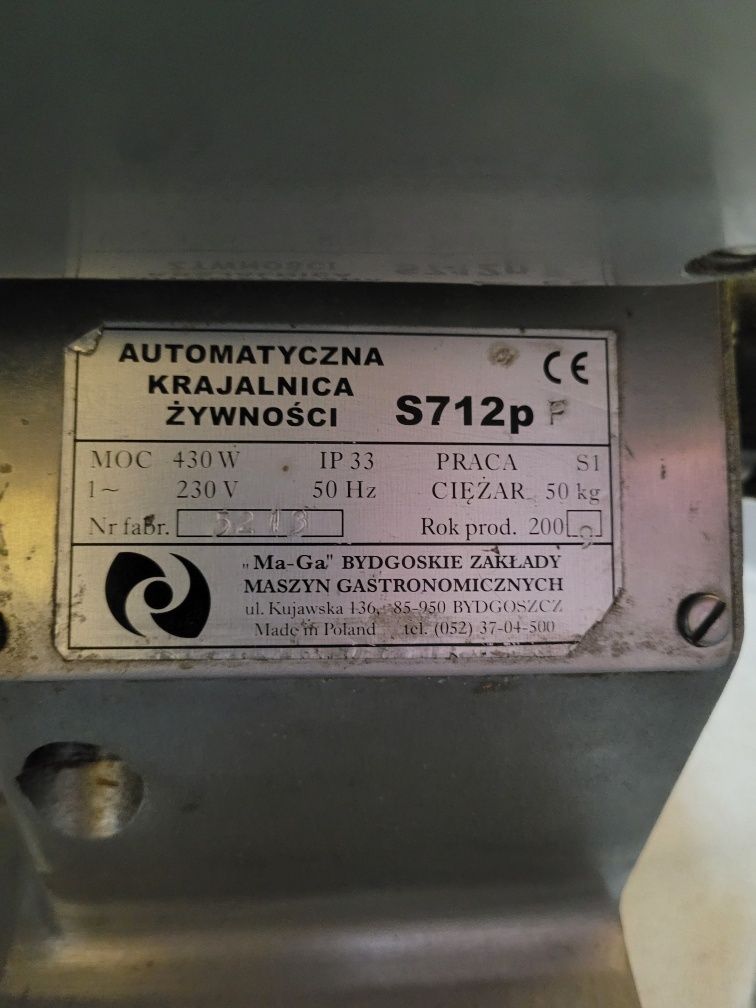 AUTOMATYCZNA
KRAJALNICA
ŻYWNOŚCI
S712p F
CE
MOC 430 W IP 33 PRACA S1
1~ 230 V 50 Hz CIĘŻAR 50 kg
Nr fabr. Rok prod. 200
„Ma-Ga" BYDGOSKIE ZAKŁADY
MASZYN GASTRONOMICZNYCH
ul. Kujawska 136, 85-950 BYDGOSZCZ
Made in Poland tel. (052) 37-04-500